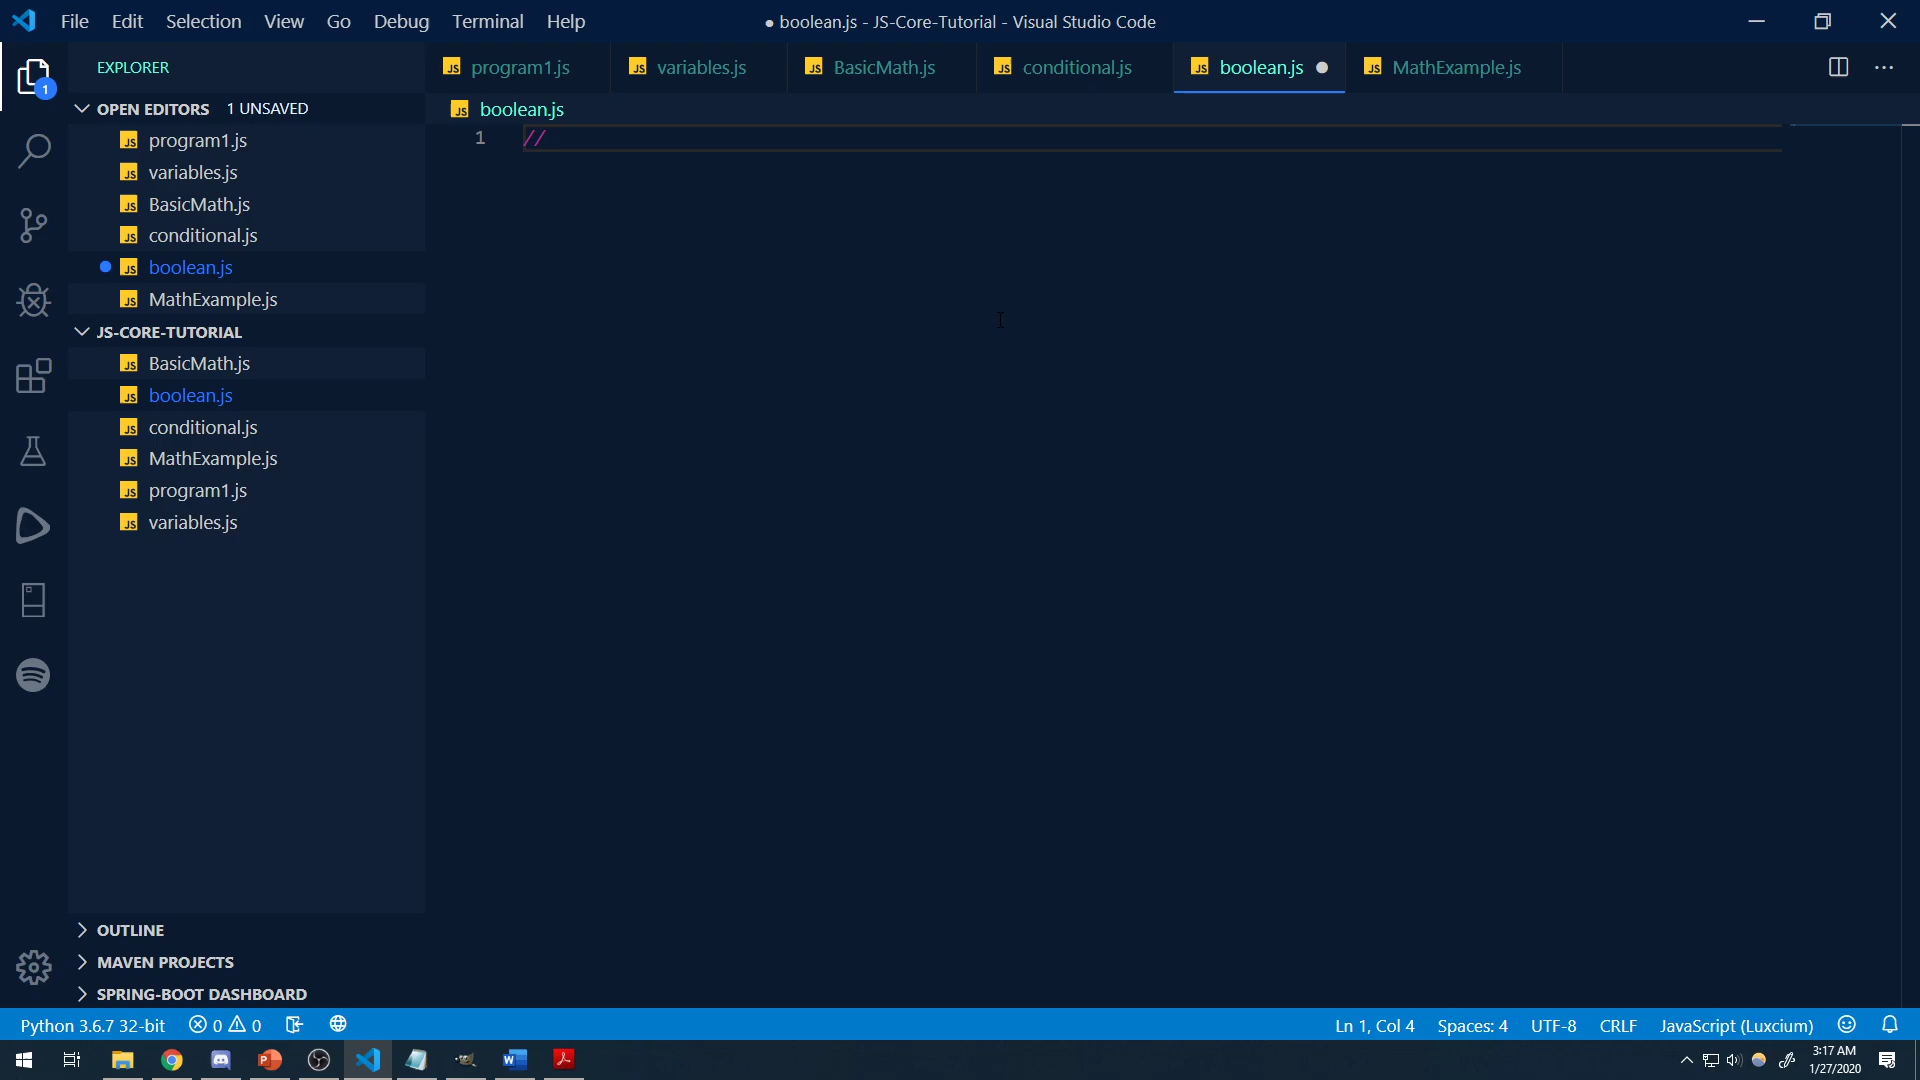 File Edit Selection View Go Debug Terminal Help
● boolean.js - JS-Core-Tutorial - Visual Studio Code
EXPLORER
program1.js variables.js BasicMath.js conditional.js boolean.js MathExample.js
1
OPEN EDITORS 1 UNSAVED
boolean.js
1 //
program1.js
variables.js
BasicMath.js
conditional.js
boolean.js
MathExample.js
JS-CORE-TUTORIAL
BasicMath.js
boolean.js
conditional.js
MathExample.js
program1.js
variables.js
OUTLINE
MAVEN PROJECTS
SPRING-BOOT DASHBOARD
Python 3.6.7 32-bit 0 0 Ln 1, Col 4 Spaces: 4 UTF-8 CRLF JavaScript (Luxcium)
3:17 AM
1/27/2020